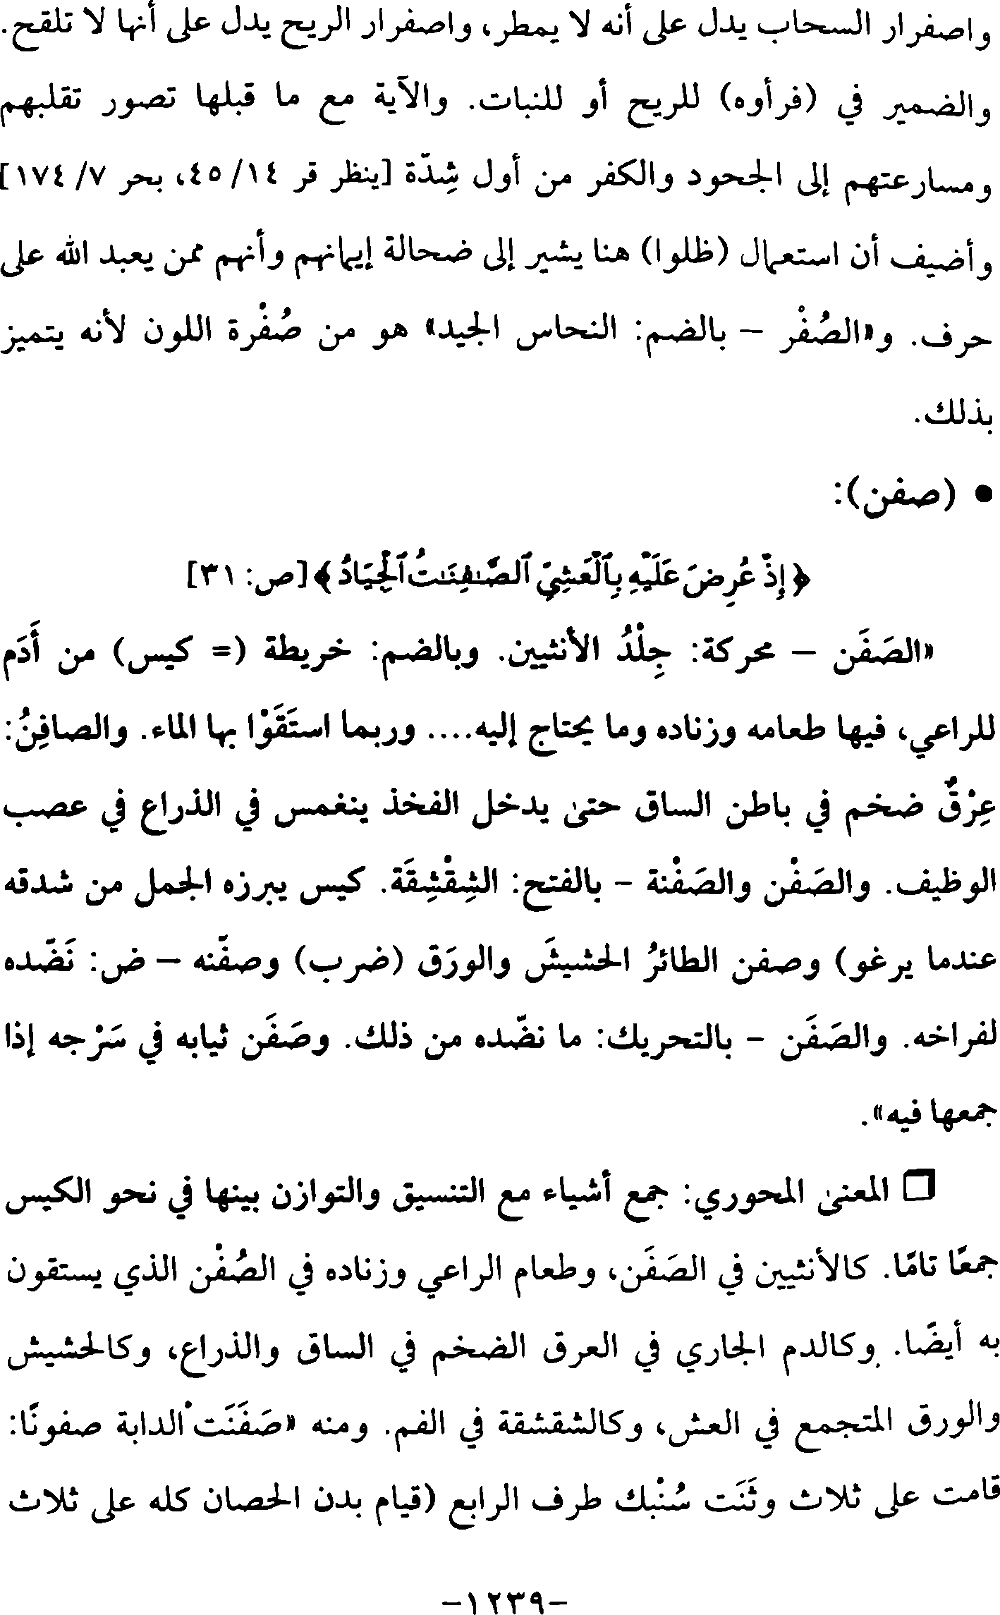 واصفرار السحاب يدل على أنه لا يمطر، واصفرار الريح يدل على أنها لا تلقح.
والضمير في (فرأوه) للريح أو للنبات. والآية مع ما قبلها تصور تقلبهم
ومسارعتهم إلى الجحود والكفر من أول شِدّة [ينظر قر ١٤/ ٤٥، بحر ٧/ ١٧٤]
وأضيف أن استعمال (ظلوا) هنا يشير إلى ضحالة إيمانهم وأنهم ممن يعبد الله على
حرف. و«الصُفْر – بالضم: النحاس الجيد» هو من صُفْرة اللون لأنه يتميز
بذلك.
• (صفن):
﴿إِذْ عُرِضَ عَلَيْهِ بِٱلْعَشِيِّ ٱلصَّـٰفِنَـٰتُ ٱلْجِيَادُ﴾ [ص: ٣١]
«الصَفَن – محركة: جِلْدُ الأنثيين. وبالضم: خريطة (= كيس) من أَدَم
للراعي، فيها طعامه وزناده وما يحتاج إليه.... وربما استَقَوْا بها الماء. والصافِنُ:
عِرْقٌ ضخم في باطن الساق حتىٰ يدخل الفخذ ينغمس في الذراع في عصب
الوظيف. والصَفْن والصَفْنة – بالفتح: الشِقْشِقَة. كيس يبرزه الجمل من شدقه
عندما يرغو) وصفن الطائرُ الحشيشَ والورَق (ضرب) وصفّنه – ض: نَضّده
لفراخه. والصَفَن – بالتحريك: ما نضّده من ذلك. وصَفَن ثيابه في سَرْجه إذا
جمعها فيه».
❒ المعنىٰ المحوري: جمع أشياء مع التنسيق والتوازن بينها في نحو الكيس
جمعًا تامًا. كالأنثيين في الصَفَن، وطعام الراعي وزناده في الصُفْن الذي يستقون
به أيضًا. وكالدم الجاري في العرق الضخم في الساق والذراع، وكالحشيش
والورق المتجمع في العش، وكالشقشقة في الفم. ومنه «صَفَنَت الدابة صفونًا:
قامت على ثلاث وثَنَت سُنْبك طرف الرابع (قيام بدن الحصان كله على ثلاث
–١٢٣٩–